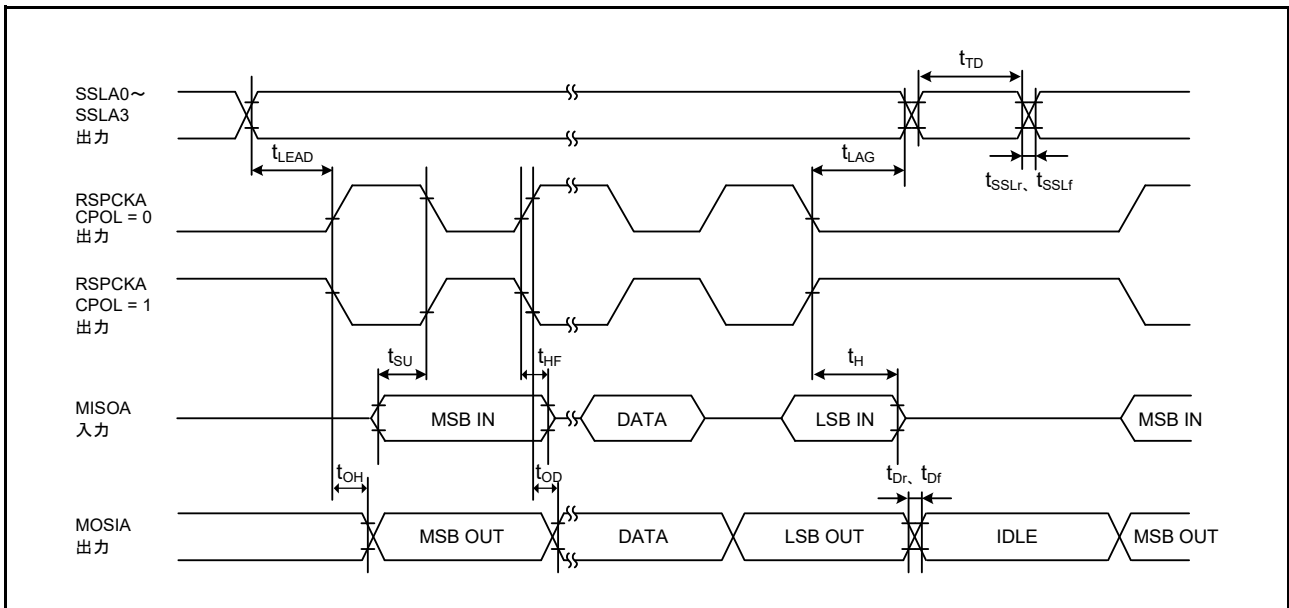 SSLA0～
SSLA3
出力
tTD
tLEAD
tLAG
tSSLr、tSSLf
RSPCKA
CPOL = 0
出力
RSPCKA
CPOL = 1
出力
tSU
tHF
tH
MISOA
入力
MSB IN
DATA
LSB IN
MSB IN
tOH
tOD
tDr、tDf
MOSIA
出力
MSB OUT
DATA
LSB OUT
IDLE
MSB OUT